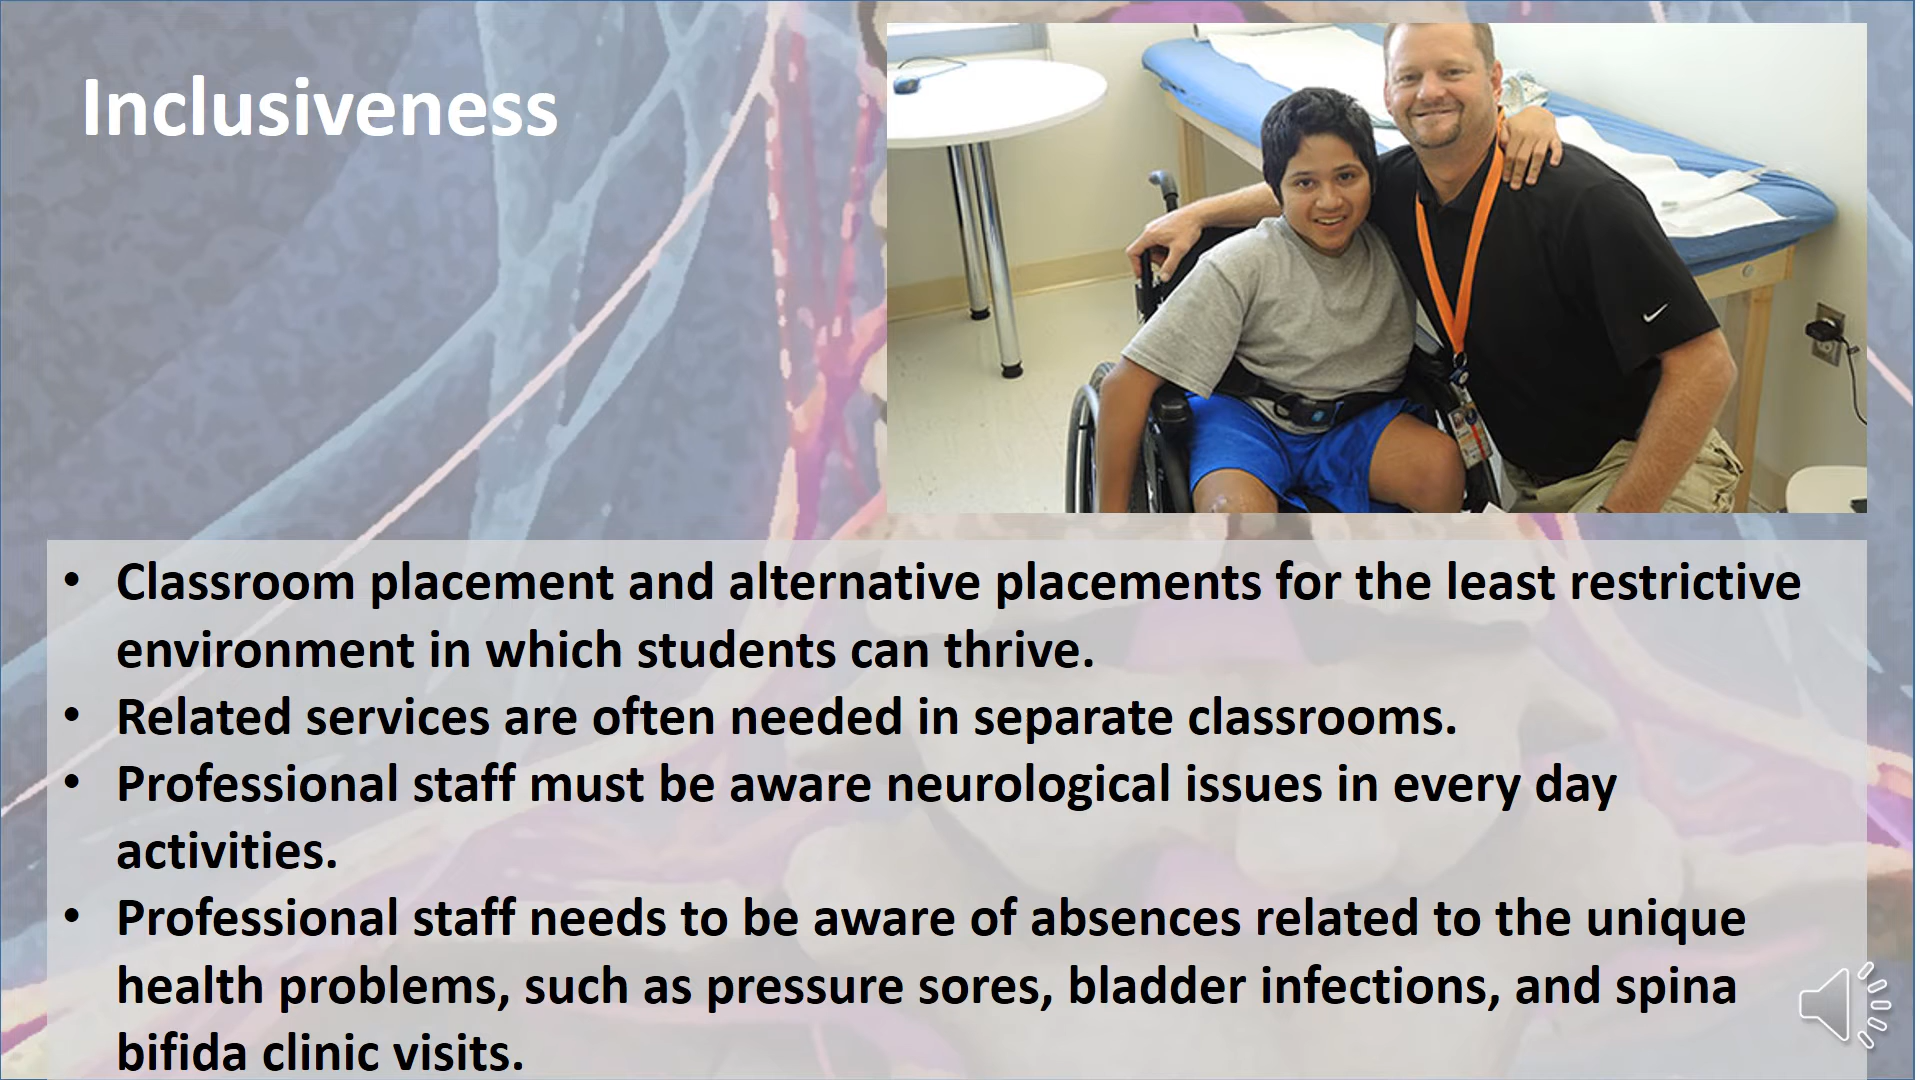 Inclusiveness
• Classroom placement and alternative placements for the least restrictive
environment in which students can thrive.
• Related services are often needed in separate classrooms.
• Professional staff must be aware neurological issues in every day
activities.
• Professional staff needs to be aware of absences related to the unique
health problems, such as pressure sores, bladder infections, and spina
bifida clinic visits.